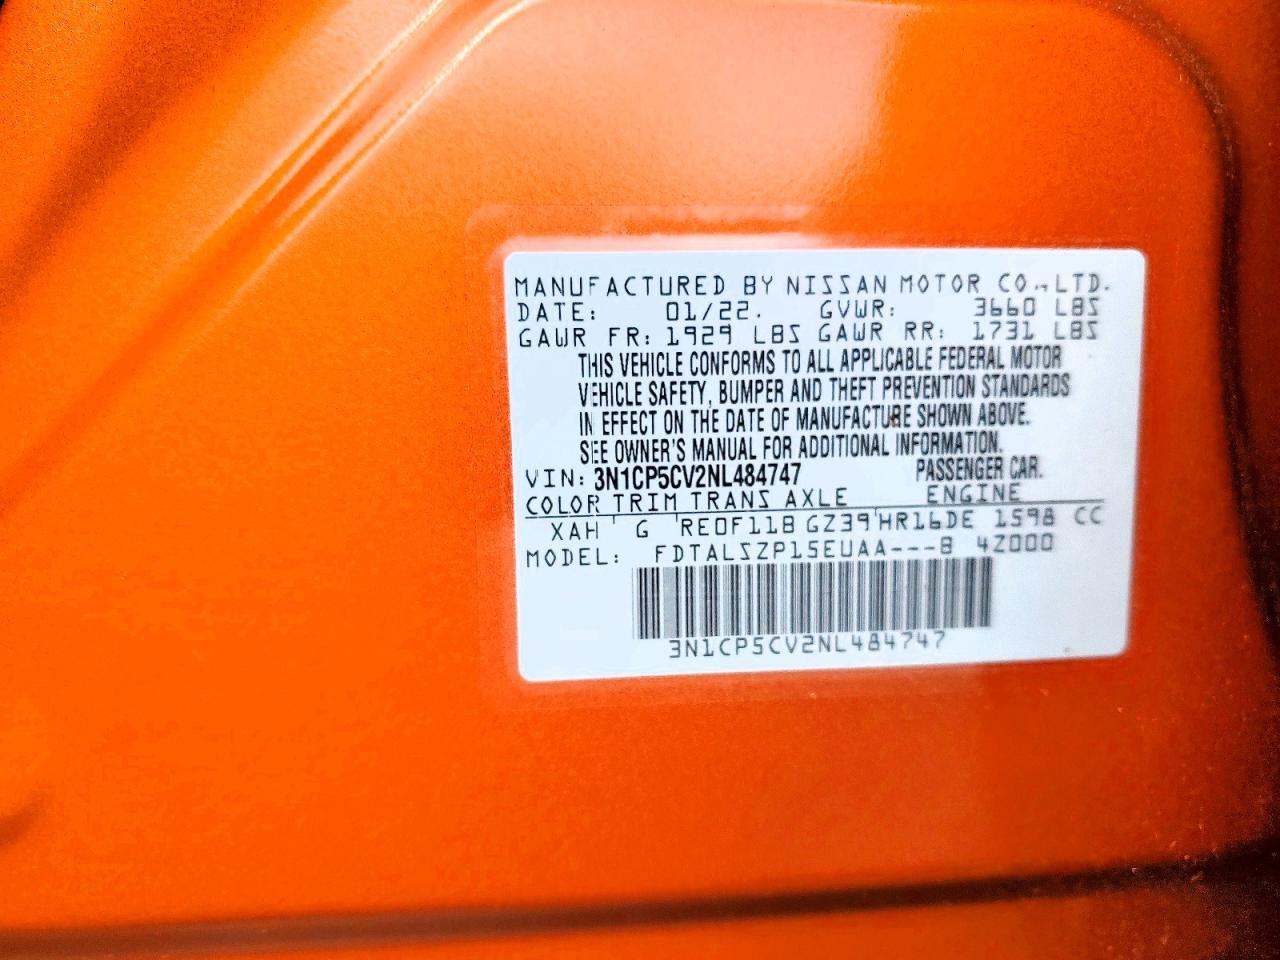 MANUFACTURED BY NISSAN MOTOR CO.,LTD.
DATE: 01/22. GVWR: 3660 LBS
GAWR FR: 1929 LBS GAWR RR: 1731 LBS
THIS VEHICLE CONFORMS TO ALL APPLICABLE FEDERAL MOTOR
VEHICLE SAFETY, BUMPER AND THEFT PREVENTION STANDARDS
IN EFFECT ON THE DATE OF MANUFACTURE SHOWN ABOVE.
SEE OWNER'S MANUAL FOR ADDITIONAL INFORMATION.
VIN: 3N1CP5CV2NL484747 PASSENGER CAR.
COLOR TRIM TRANS AXLE ENGINE
XAH G RE0F11B GZ39 HR16DE 1598 CC
MODEL: FDTALSZP15EUAA---B 4Z000
3N1CP5CV2NL484747